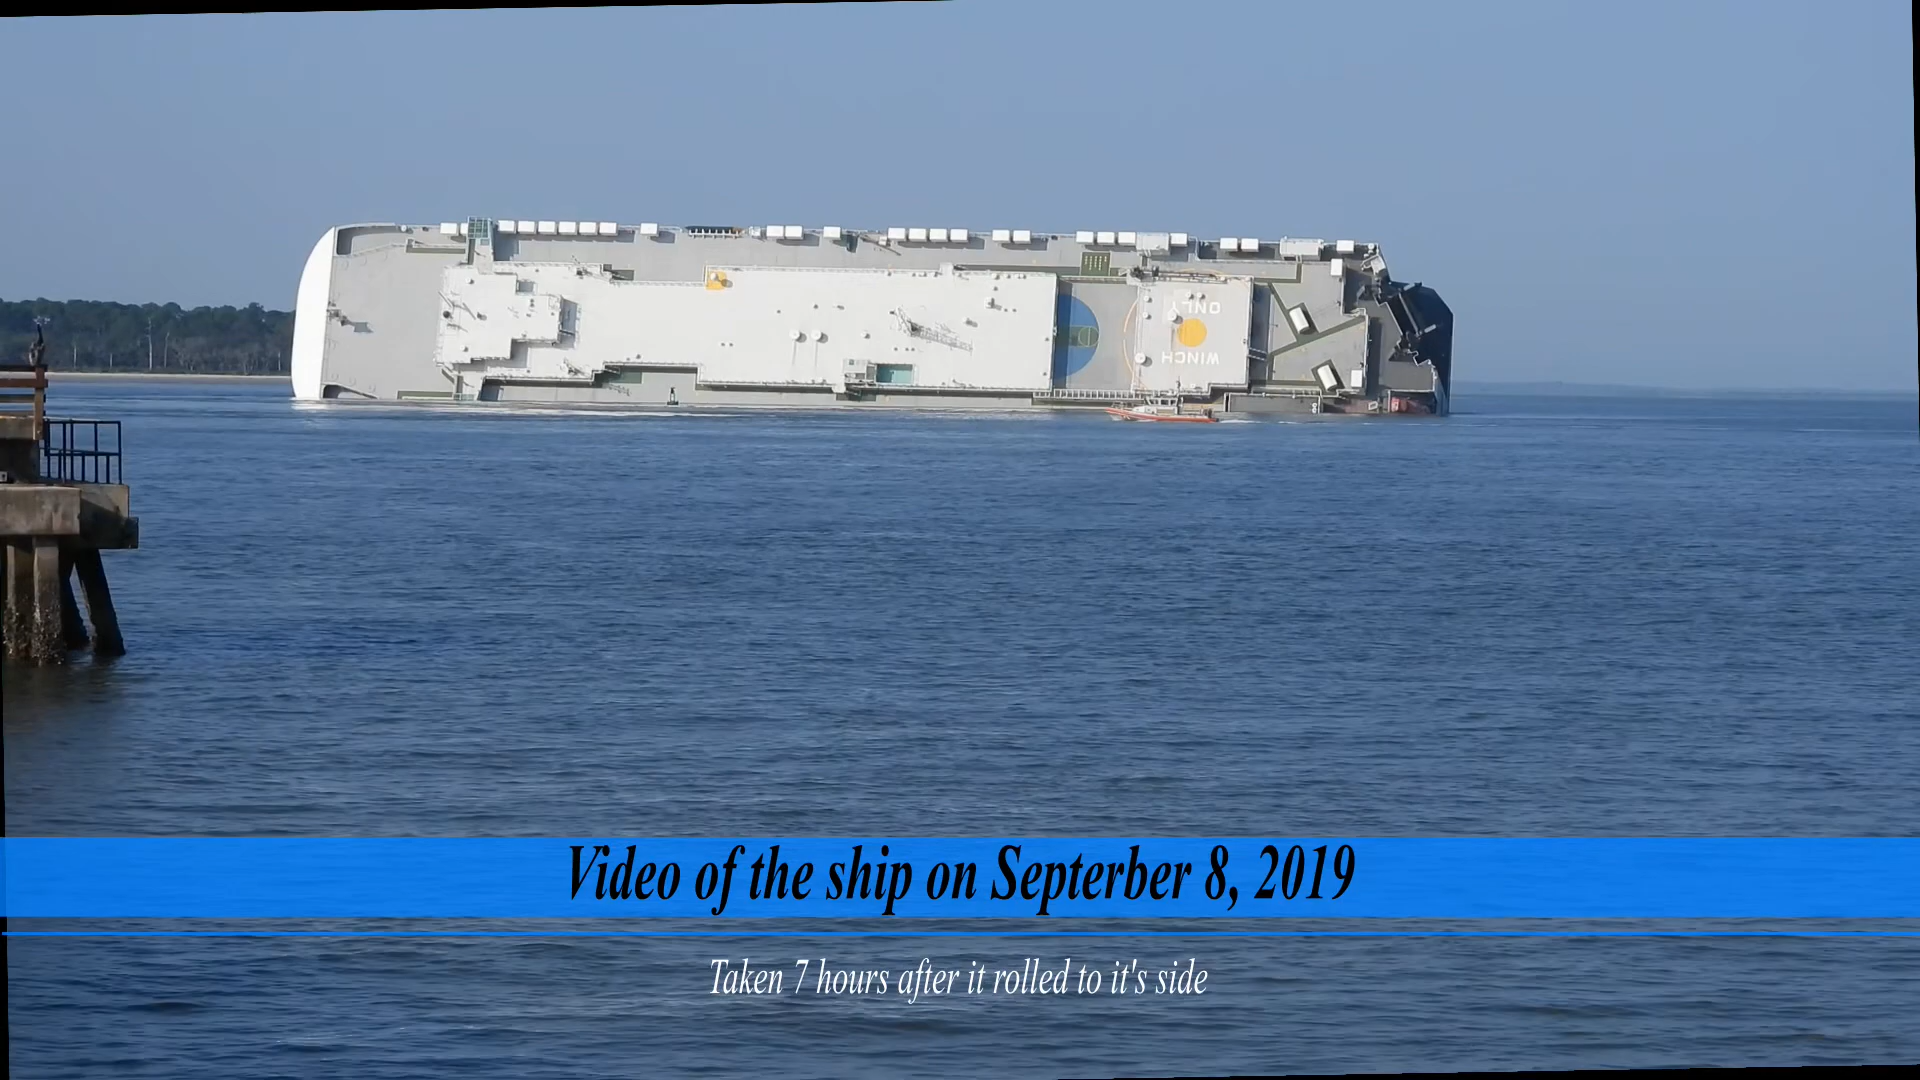 ONLY
WINCH
Video of the ship on Septerber 8, 2019
Taken 7 hours after it rolled to it's side